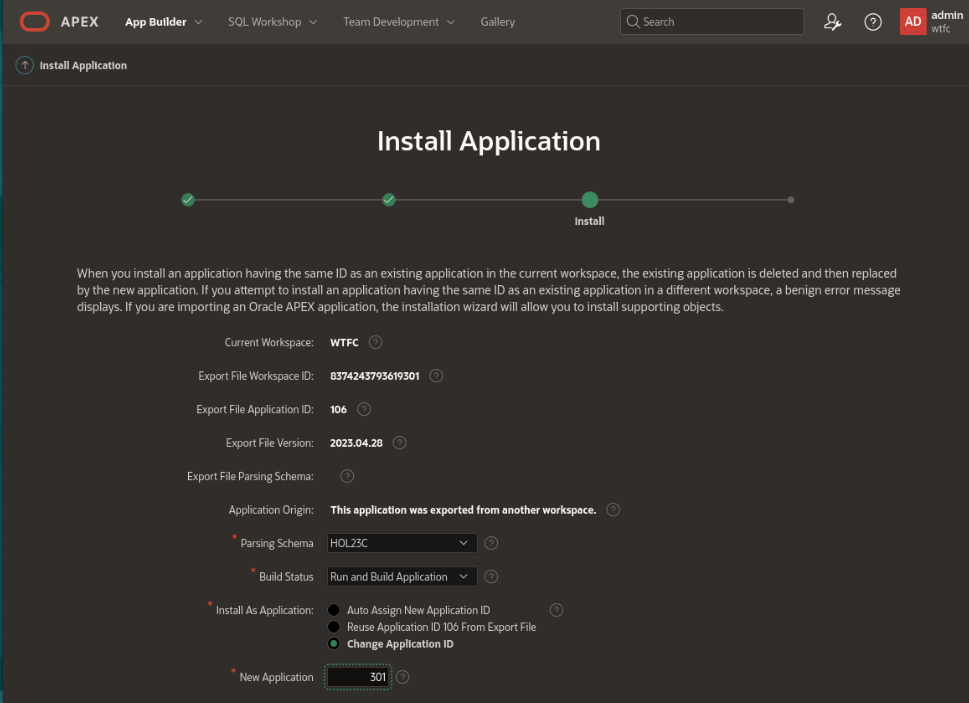 APEX App Builder SQL Workshop Team Development Gallery Search ? AD admin
wtfc
Install Application
Install Application
Install
When you install an application having the same ID as an existing application in the current workspace, the existing application is deleted and then replaced
by the new application. If you attempt to install an application having the same ID as an existing application in a different workspace, a benign error message
displays. If you are importing an Oracle APEX application, the installation wizard will allow you to install supporting objects.
Current Workspace: WTFC ?
Export File Workspace ID: 8374243793619301 ?
Export File Application ID: 106 ?
Export File Version: 2023.04.28 ?
Export File Parsing Schema: ?
Application Origin: This application was exported from another workspace. ?
* Parsing Schema HOL23C ?
* Build Status Run and Build Application ?
* Install As Application: Auto Assign New Application ID ?
Reuse Application ID 106 From Export File
Change Application ID
* New Application 301 ?